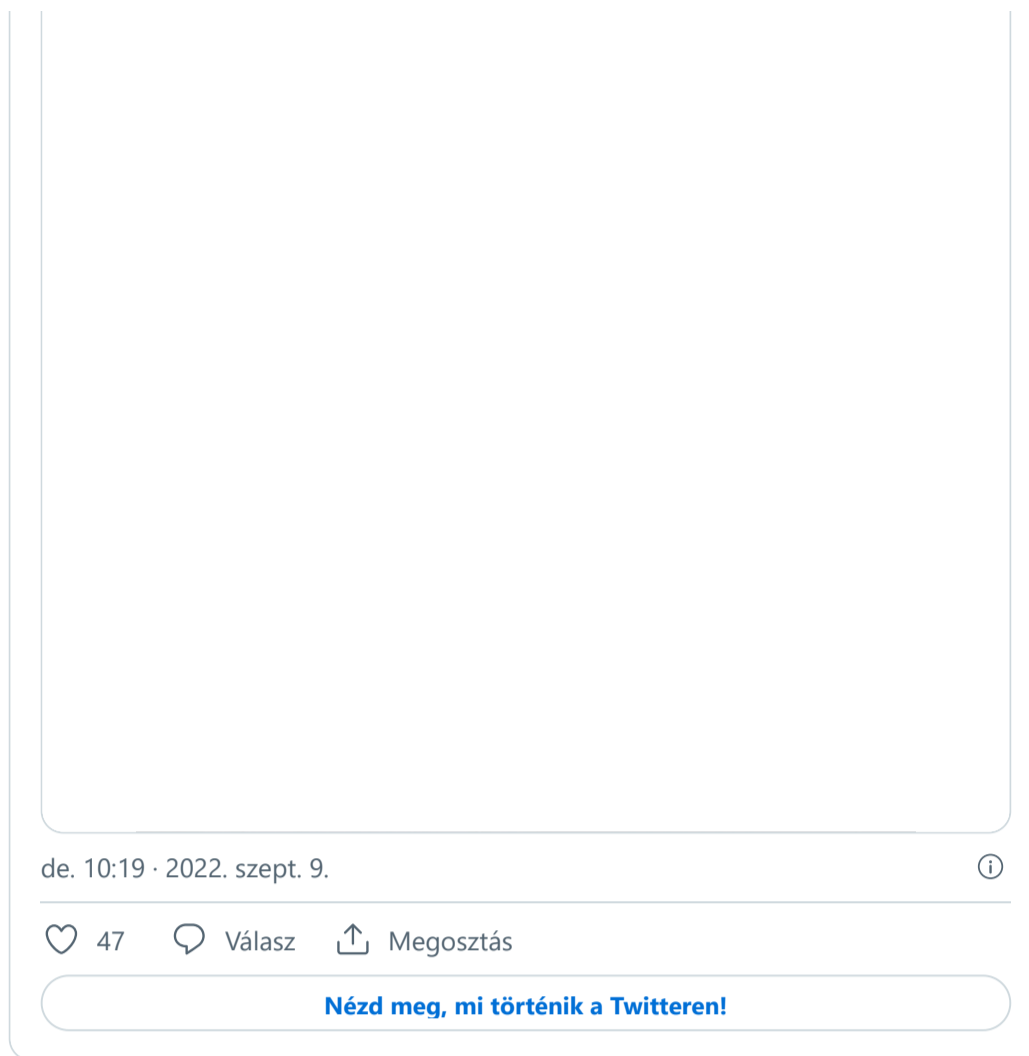 de. 10:19 · 2022. szept. 9.
47 Válasz Megosztás
Nézd meg, mi történik a Twitteren!